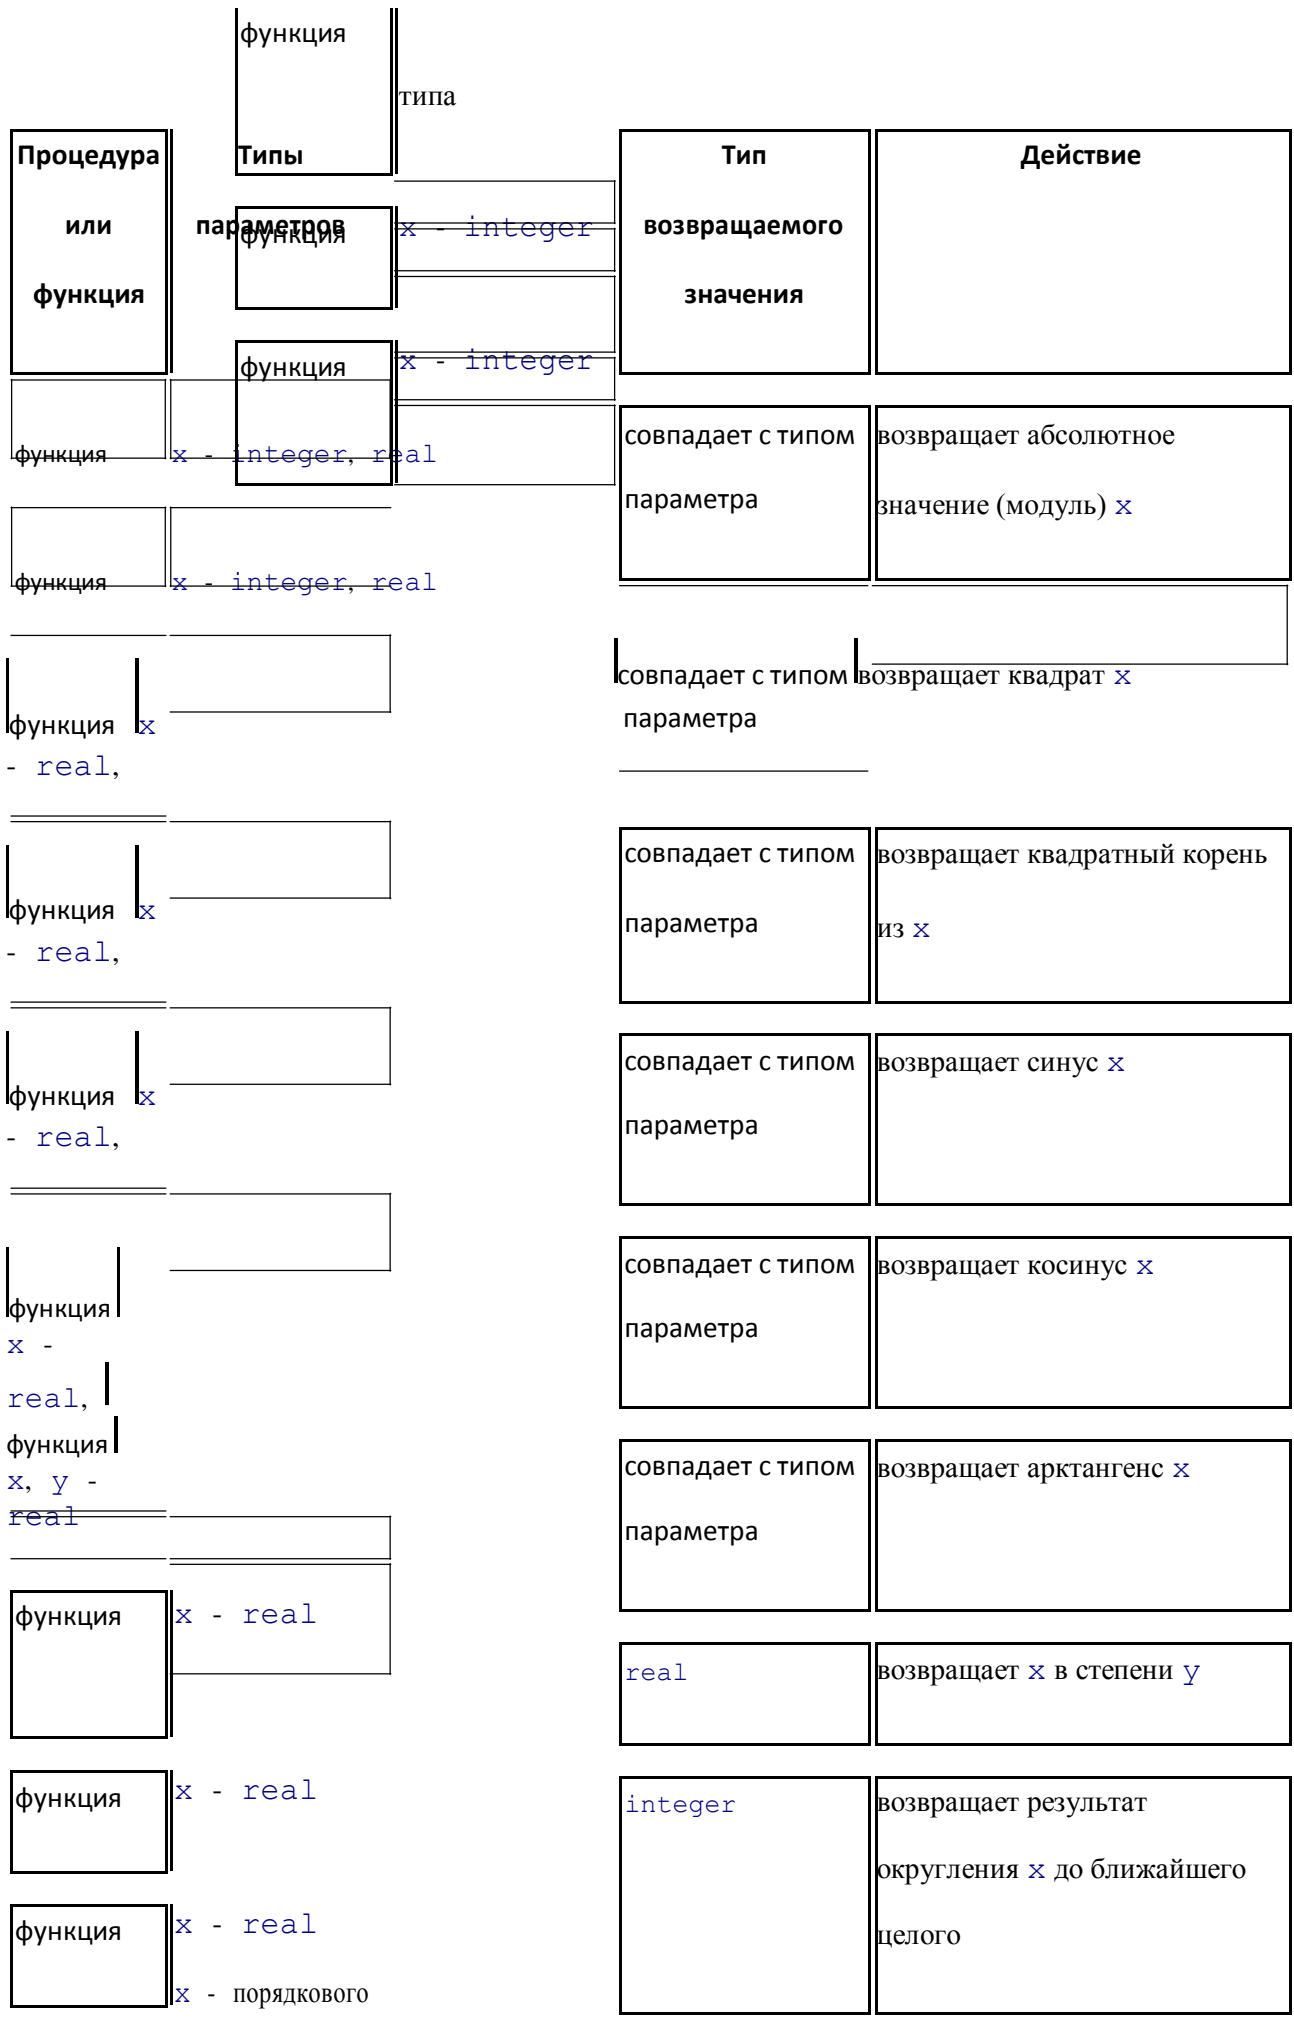 функция
типа
Процедура
или
функция
Типы
параметров
функция
x - integer
функция
x - integer
Тип
возвращаемого
значения
Действие
функция x - integer, real
функция x - integer, real
функция x
- real,
функция x
- real,
функция x
- real,
функция
x -
real,
функция
x, y -
real
функция x - real
функция x - real
функция x - real
x - порядкового
совпадает с типом
параметра
возвращает абсолютное
значение (модуль) x
совпадает с типом
параметра
возвращает квадрат x
совпадает с типом
параметра
возвращает квадратный корень
из x
совпадает с типом
параметра
возвращает синус x
совпадает с типом
параметра
возвращает косинус x
совпадает с типом
параметра
возвращает арктангенс x
real
возвращает x в степени y
integer
возвращает результат
округления x до ближайшего
целого